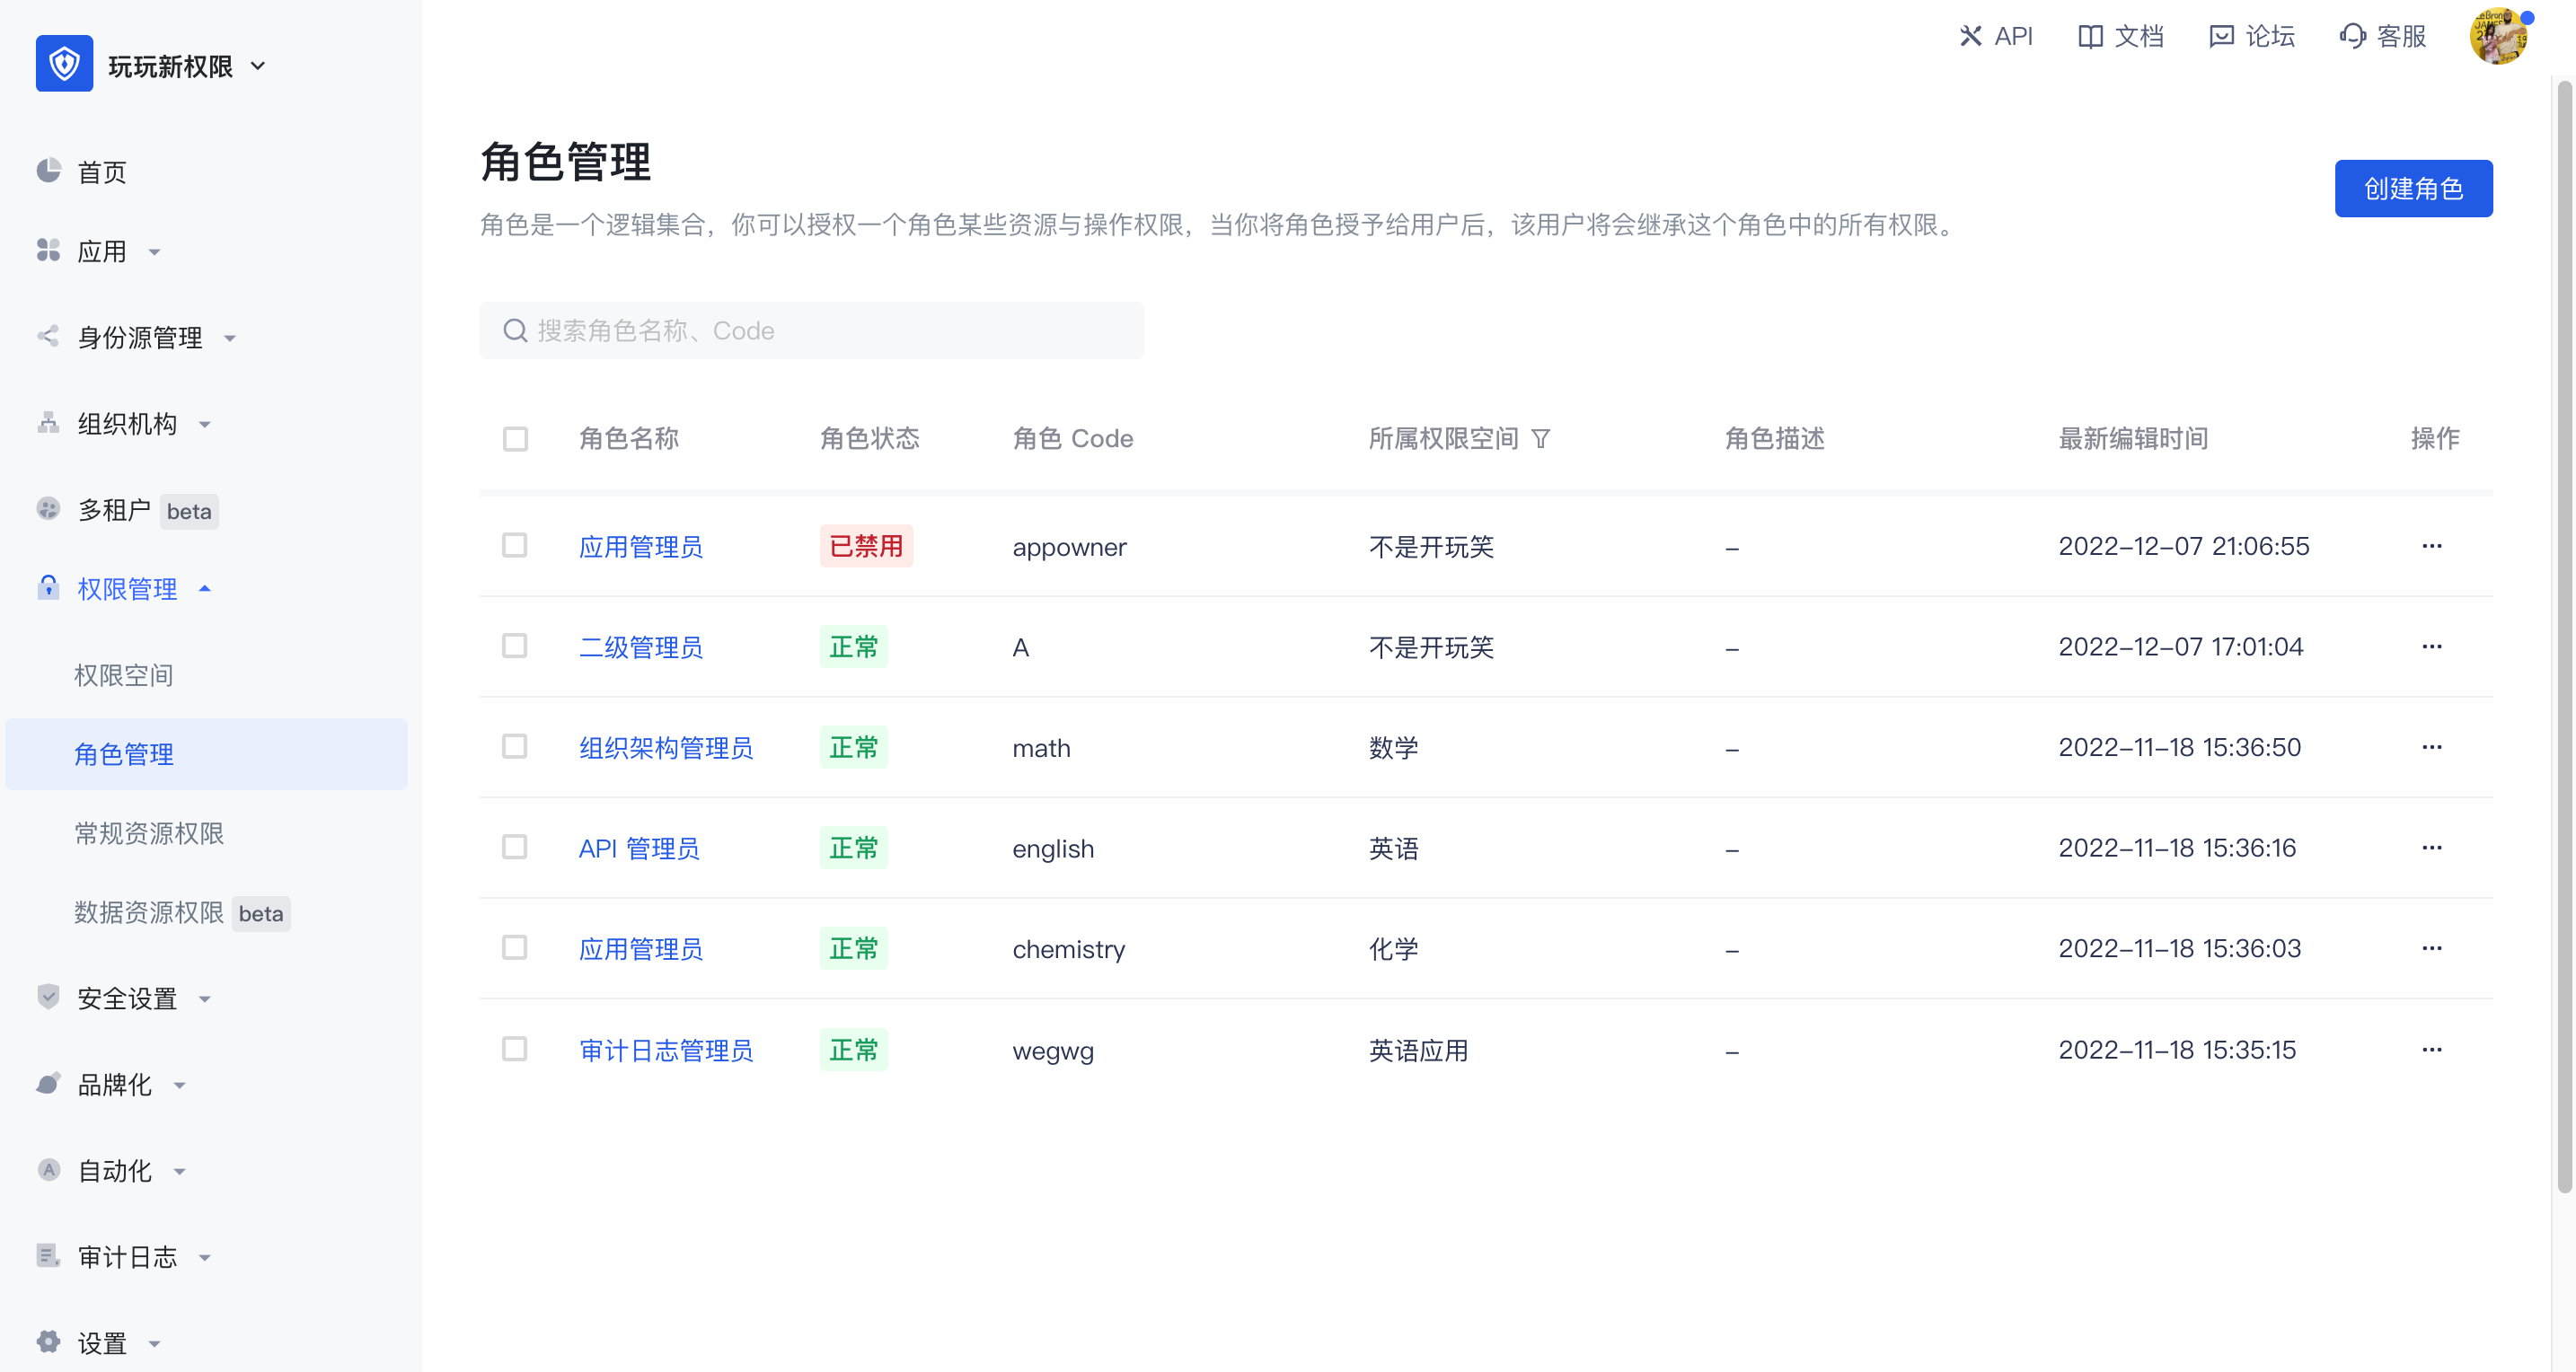 玩玩新权限
API 文档 论坛 客服
首页
应用
身份源管理
组织机构
多租户 beta
权限管理
权限空间
角色管理
常规资源权限
数据资源权限 beta
安全设置
品牌化
自动化
审计日志
设置
角色管理
创建角色
角色是一个逻辑集合，你可以授权一个角色某些资源与操作权限，当你将角色授予给用户后，该用户将会继承这个角色中的所有权限。
搜索角色名称、Code
角色名称 角色状态 角色 Code 所属权限空间 角色描述 最新编辑时间 操作
应用管理员 已禁用 appowner 不是开玩笑 – 2022-12-07 21:06:55 ···
二级管理员 正常 A 不是开玩笑 – 2022-12-07 17:01:04 ···
组织架构管理员 正常 math 数学 – 2022-11-18 15:36:50 ···
API 管理员 正常 english 英语 – 2022-11-18 15:36:16 ···
应用管理员 正常 chemistry 化学 – 2022-11-18 15:36:03 ···
审计日志管理员 正常 wegwg 英语应用 – 2022-11-18 15:35:15 ···